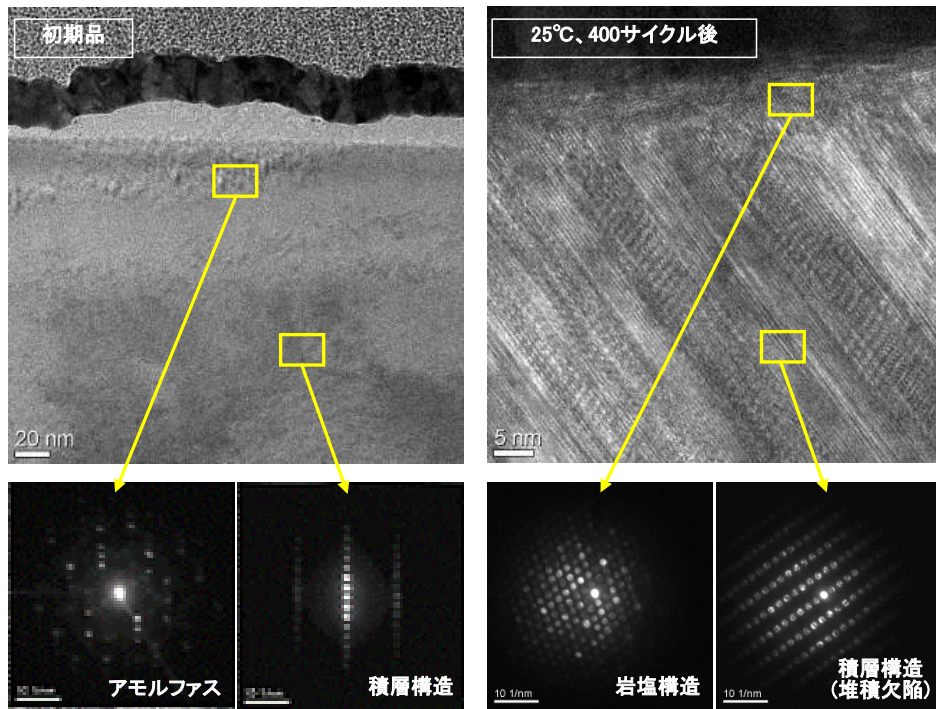 初期品
25℃、400サイクル後
20 nm
5 nm
アモルファス
積層構造
10 1/nm
岩塩構造
10 1/nm
積層構造
(堆積欠陥)